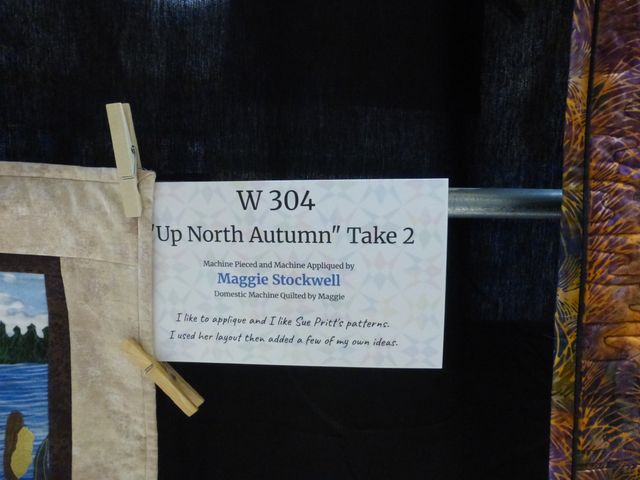 W 304
"Up North Autumn" Take 2
Machine Pieced and Machine Appliqued by
Maggie Stockwell
Domestic Machine Quilted by Maggie
I like to applique and I like Sue Pritt's patterns.
I used her layout then added a few of my own ideas.